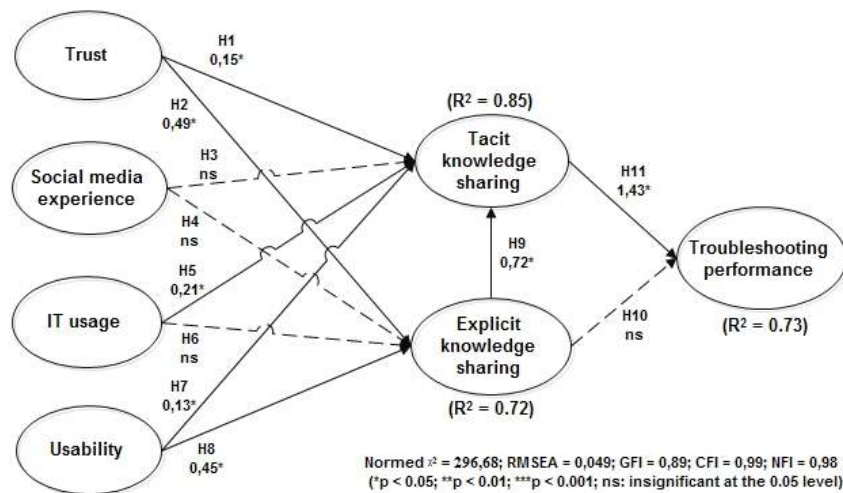 H1
0,15*
Trust
H2
0,49*
(R² = 0.85)
Tacit
knowledge
sharing
H3
ns
Social media
experience
H4
ns
H11
1,43*
H9
0,72*
Troubleshooting
performance
(R² = 0.73)
H5
0,21*
IT usage
H6
ns
H10
ns
Explicit
knowledge
sharing
(R² = 0.72)
H7
0,13*
Usability
H8
0,45*
Normed χ² = 296,68; RMSEA = 0,049; GFI = 0,89; CFI = 0,99; NFI = 0,98
(*p < 0.05; **p < 0.01; ***p < 0.001; ns: insignificant at the 0.05 level)